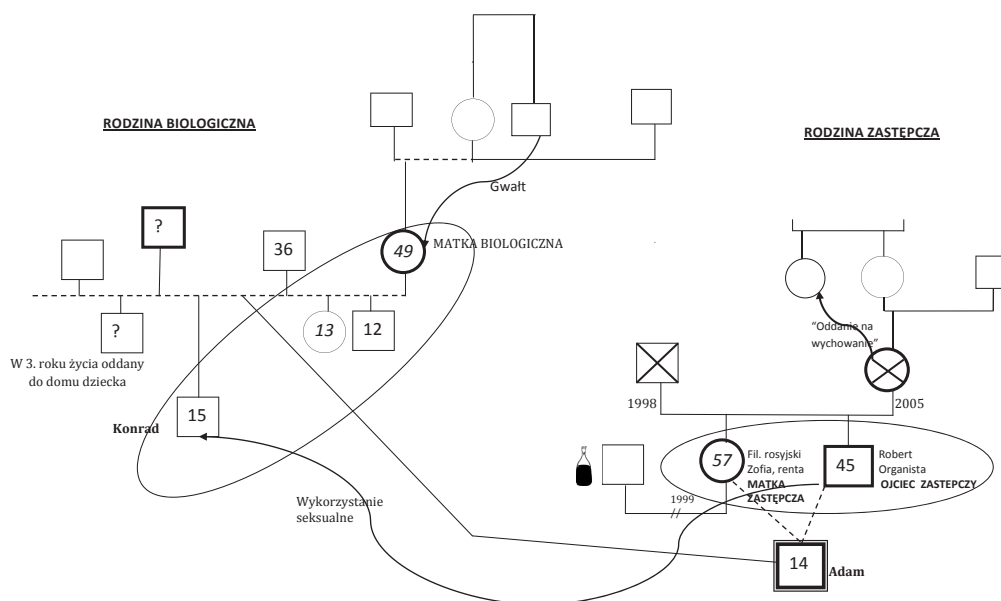 RODZINA BIOLOGICZNA
RODZINA ZASTĘPCZA
Gwałt
?
36
49
MATKA BIOLOGICZNA
?
13
12
W 3. roku życia oddany
do domu dziecka
"Oddanie na
wychowanie"
1998
2005
Konrad
15
57
Fil. rosyjski
Zofia, renta
MATKA
ZASTĘPCZA
45
Robert
Organista
OJCIEC ZASTEPCZY
Wykorzystanie
seksualne
1999
//
14
Adam